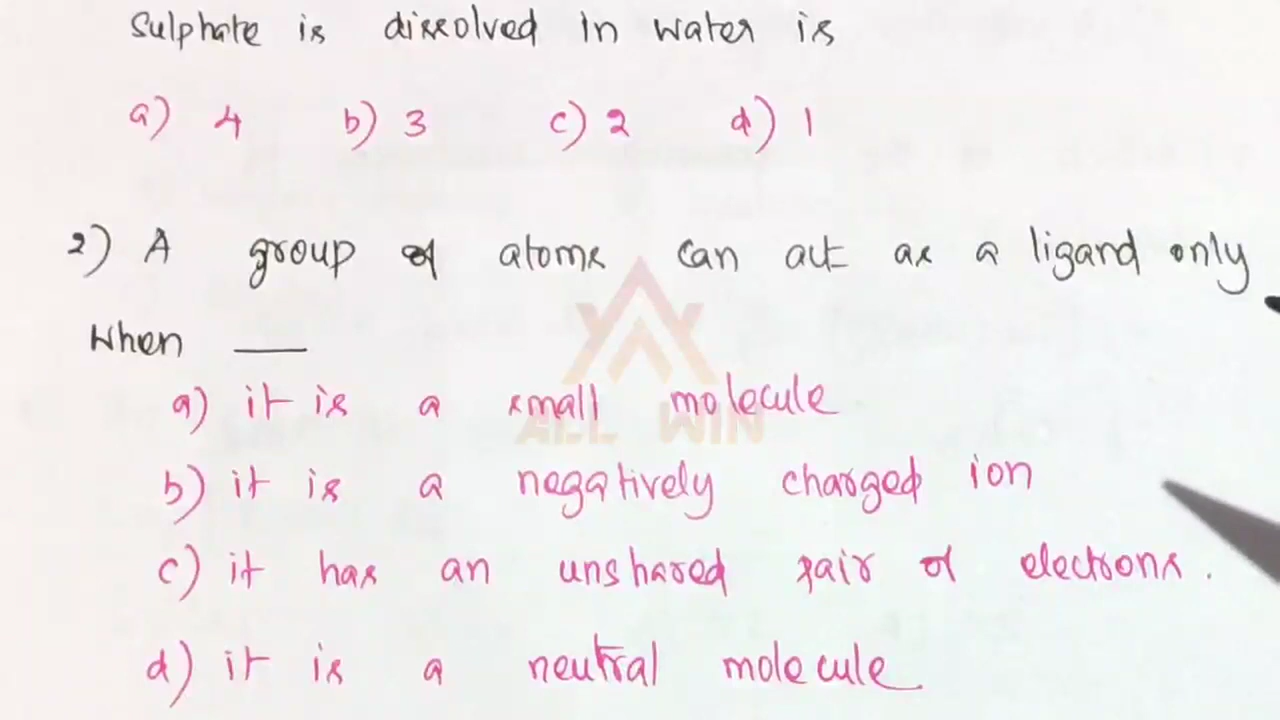 Sulphate is dissolved in water is
a) 4 b) 3 c) 2 d) 1
2) A group of atoms can act as a ligand only
When ___
a) it is a small molecule
b) it is a negatively charged ion
c) it has an unshared pair of electrons.
d) it is a neutral molecule
ALL WIN